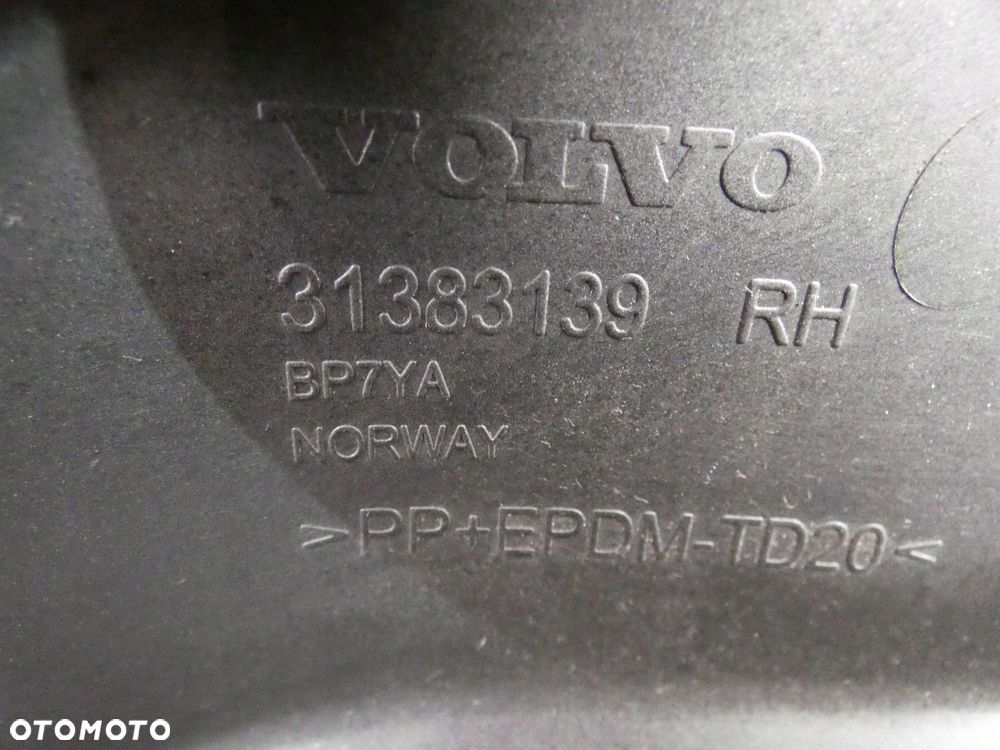 VOLVO
31383139 RH
BP7YA
NORWAY
>PP+EPDM-TD20<
OTOMOTO